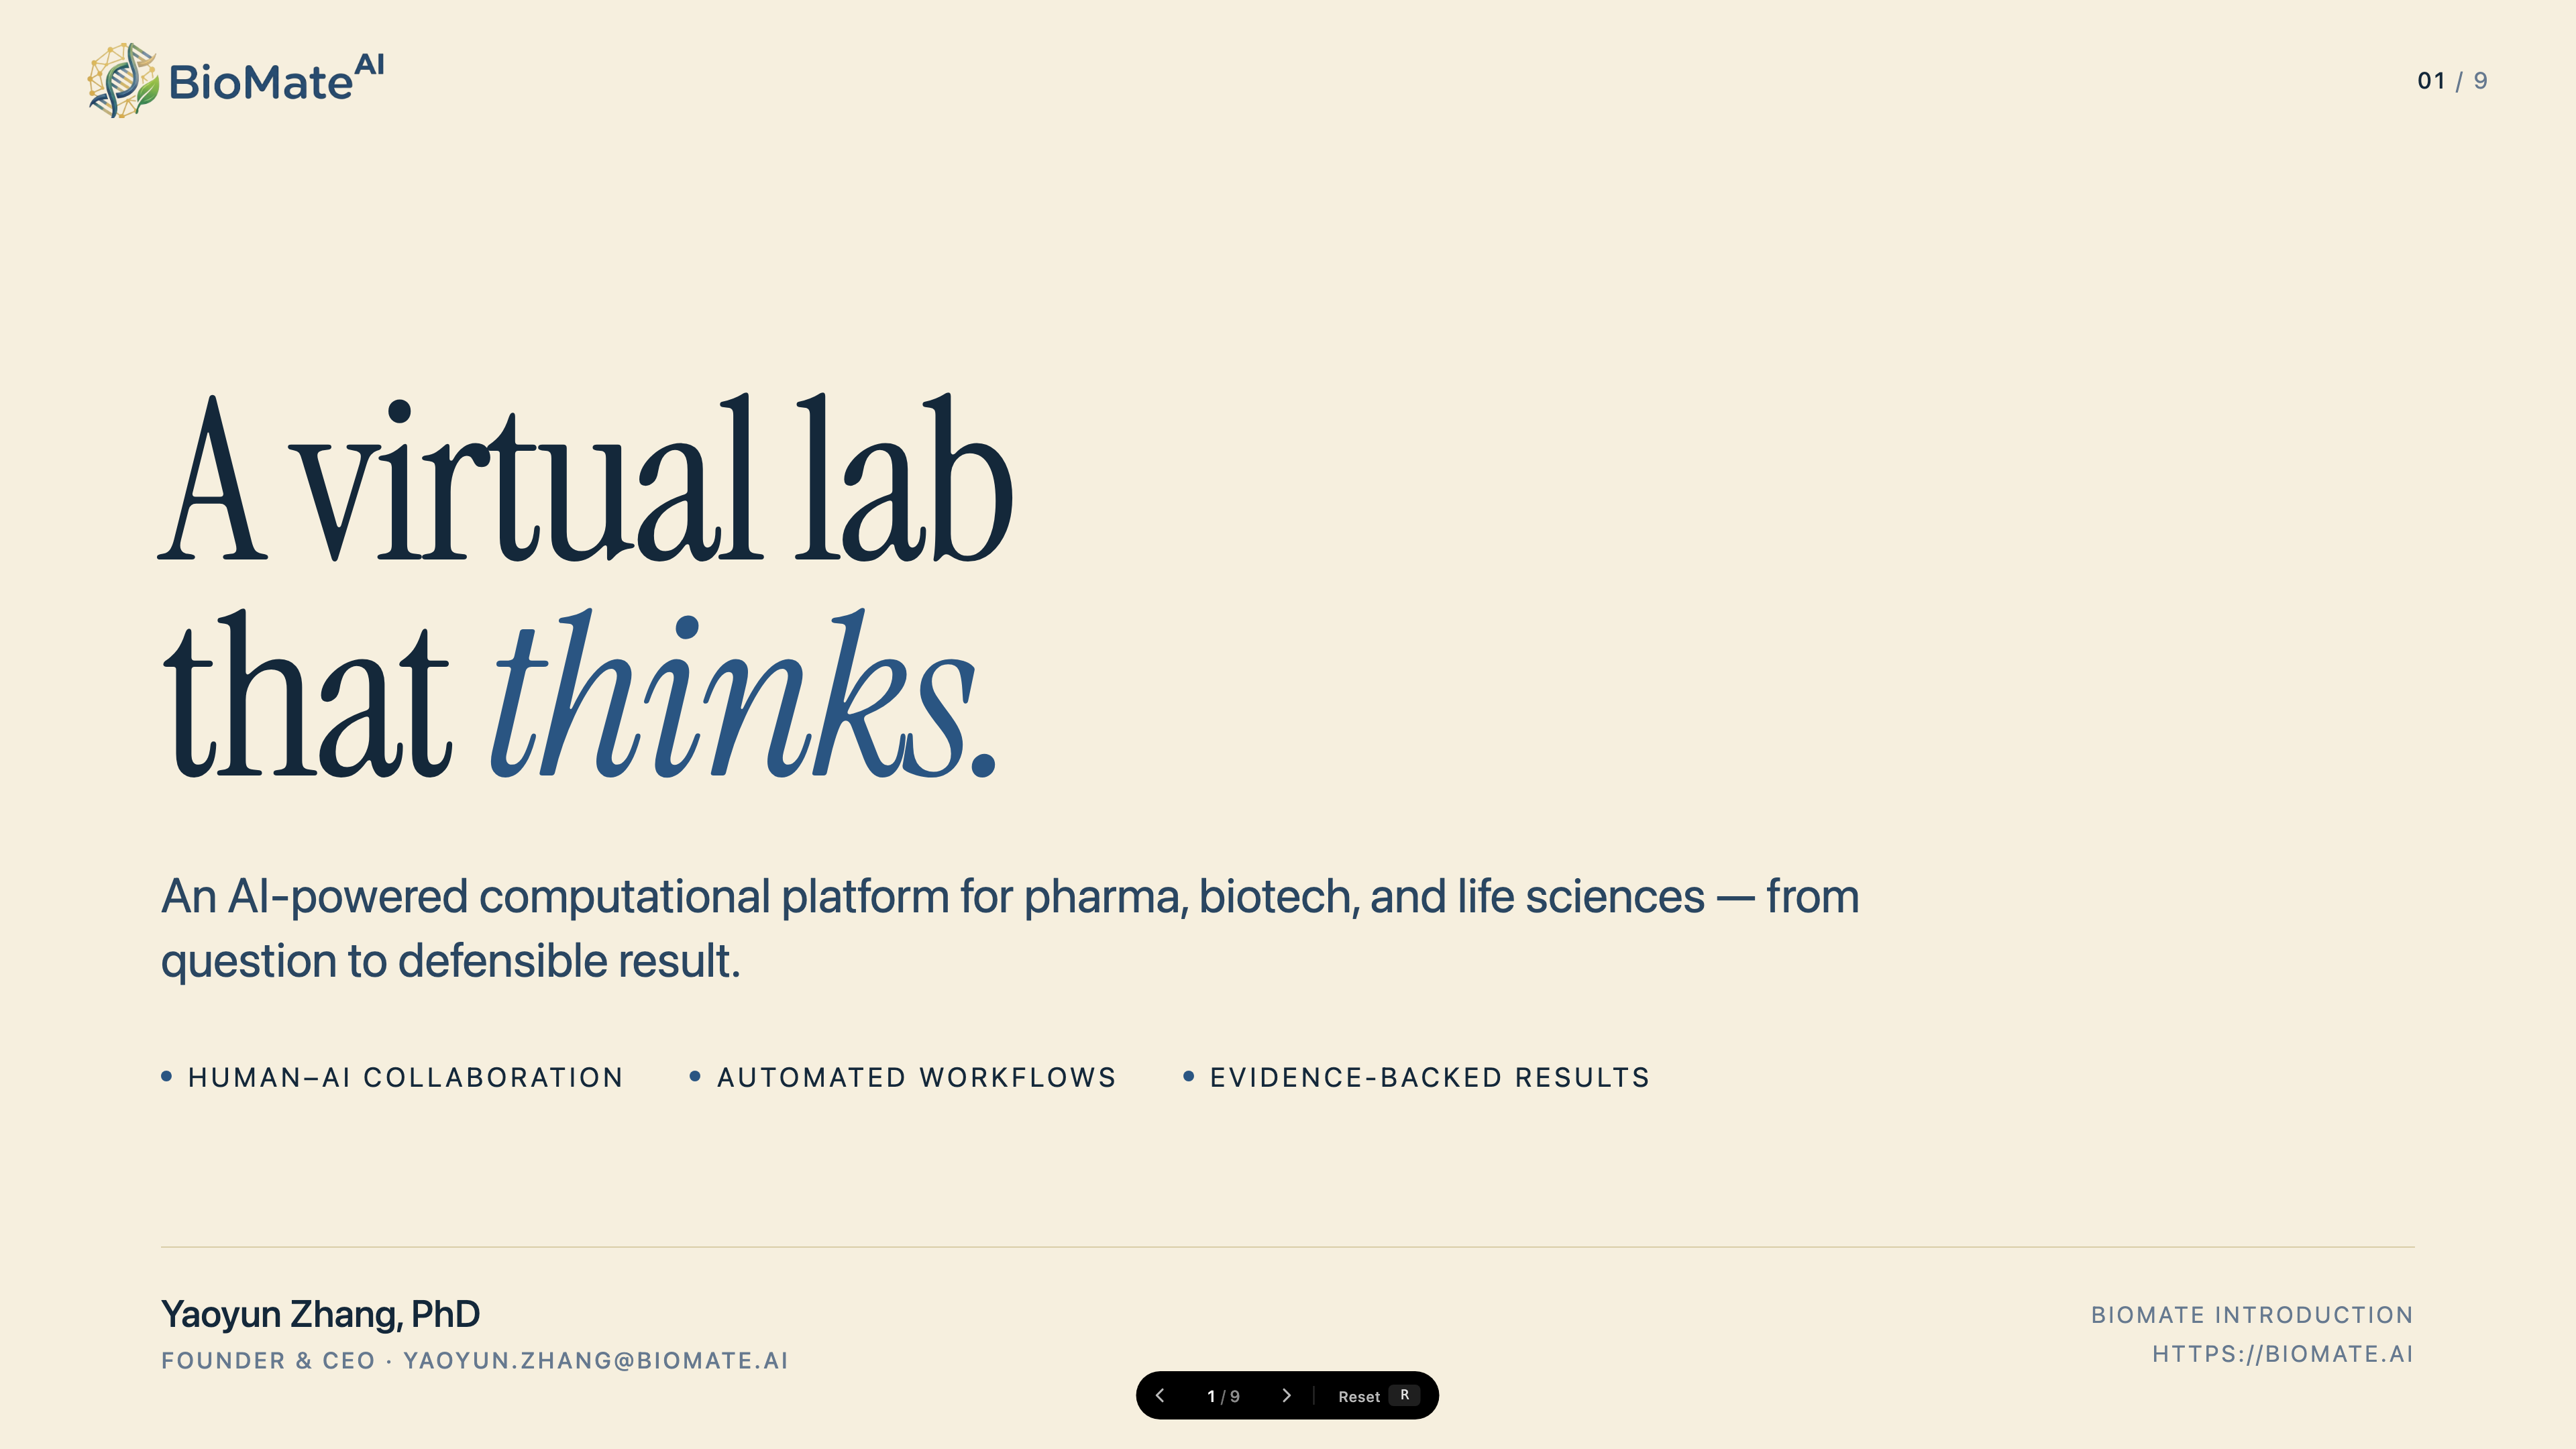 BioMate AI
01 / 9
A virtual lab
that thinks.
An AI-powered computational platform for pharma, biotech, and life sciences — from
question to defensible result.
• HUMAN–AI COLLABORATION • AUTOMATED WORKFLOWS • EVIDENCE-BACKED RESULTS
Yaoyun Zhang, PhD
FOUNDER & CEO · YAOYUN.ZHANG@BIOMATE.AI
BIOMATE INTRODUCTION
HTTPS://BIOMATE.AI
1 / 9 Reset R